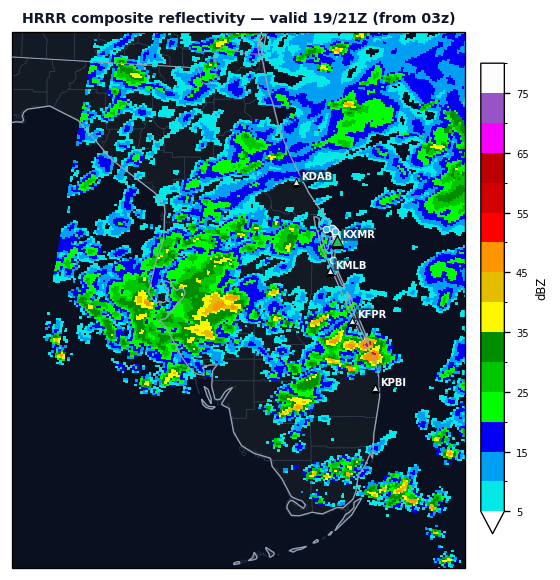 HRRR composite reflectivity — valid 19/21Z (from 03z)
KDAB
KXMR
KMLB
KFPR
KPBI
75
65
55
45
35
25
15
5
dBZ